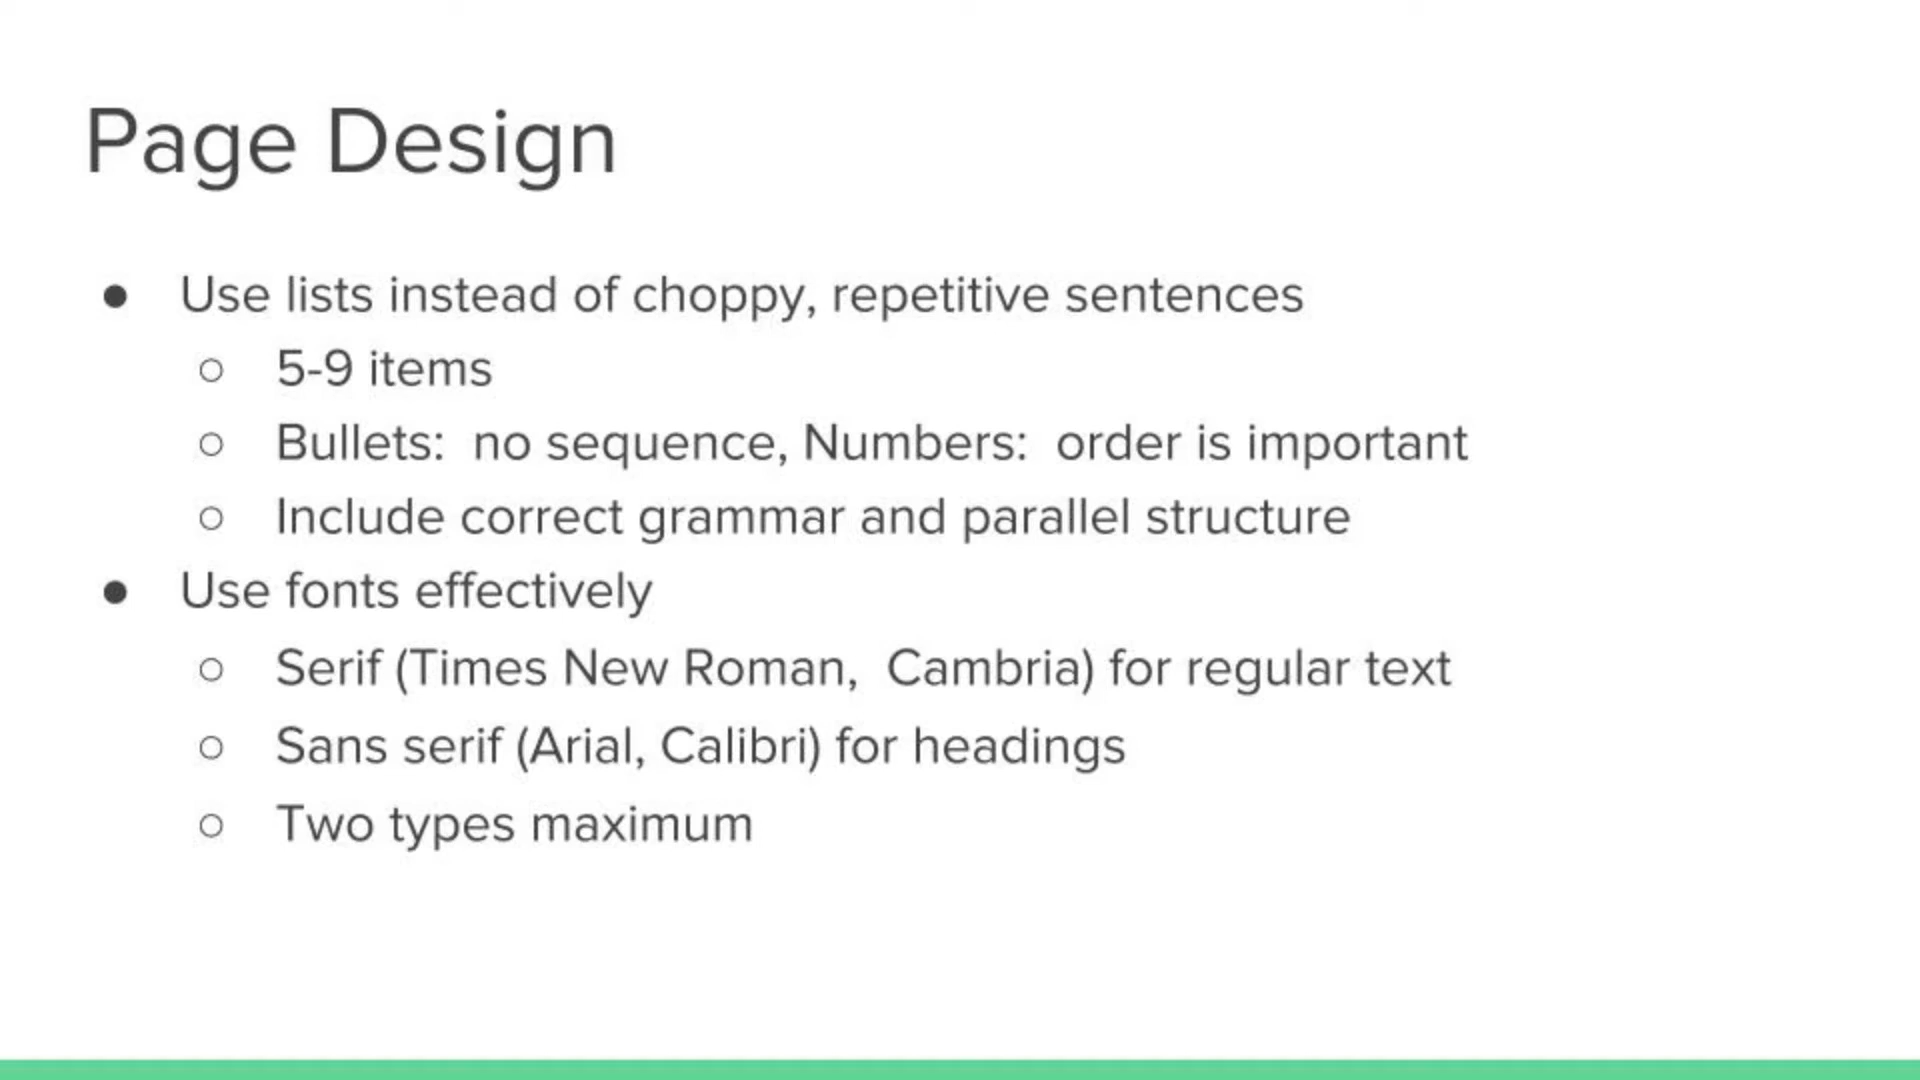 Page Design
● Use lists instead of choppy, repetitive sentences
○ 5-9 items
○ Bullets:  no sequence, Numbers:  order is important
○ Include correct grammar and parallel structure
● Use fonts effectively
○ Serif (Times New Roman,  Cambria) for regular text
○ Sans serif (Arial, Calibri) for headings
○ Two types maximum